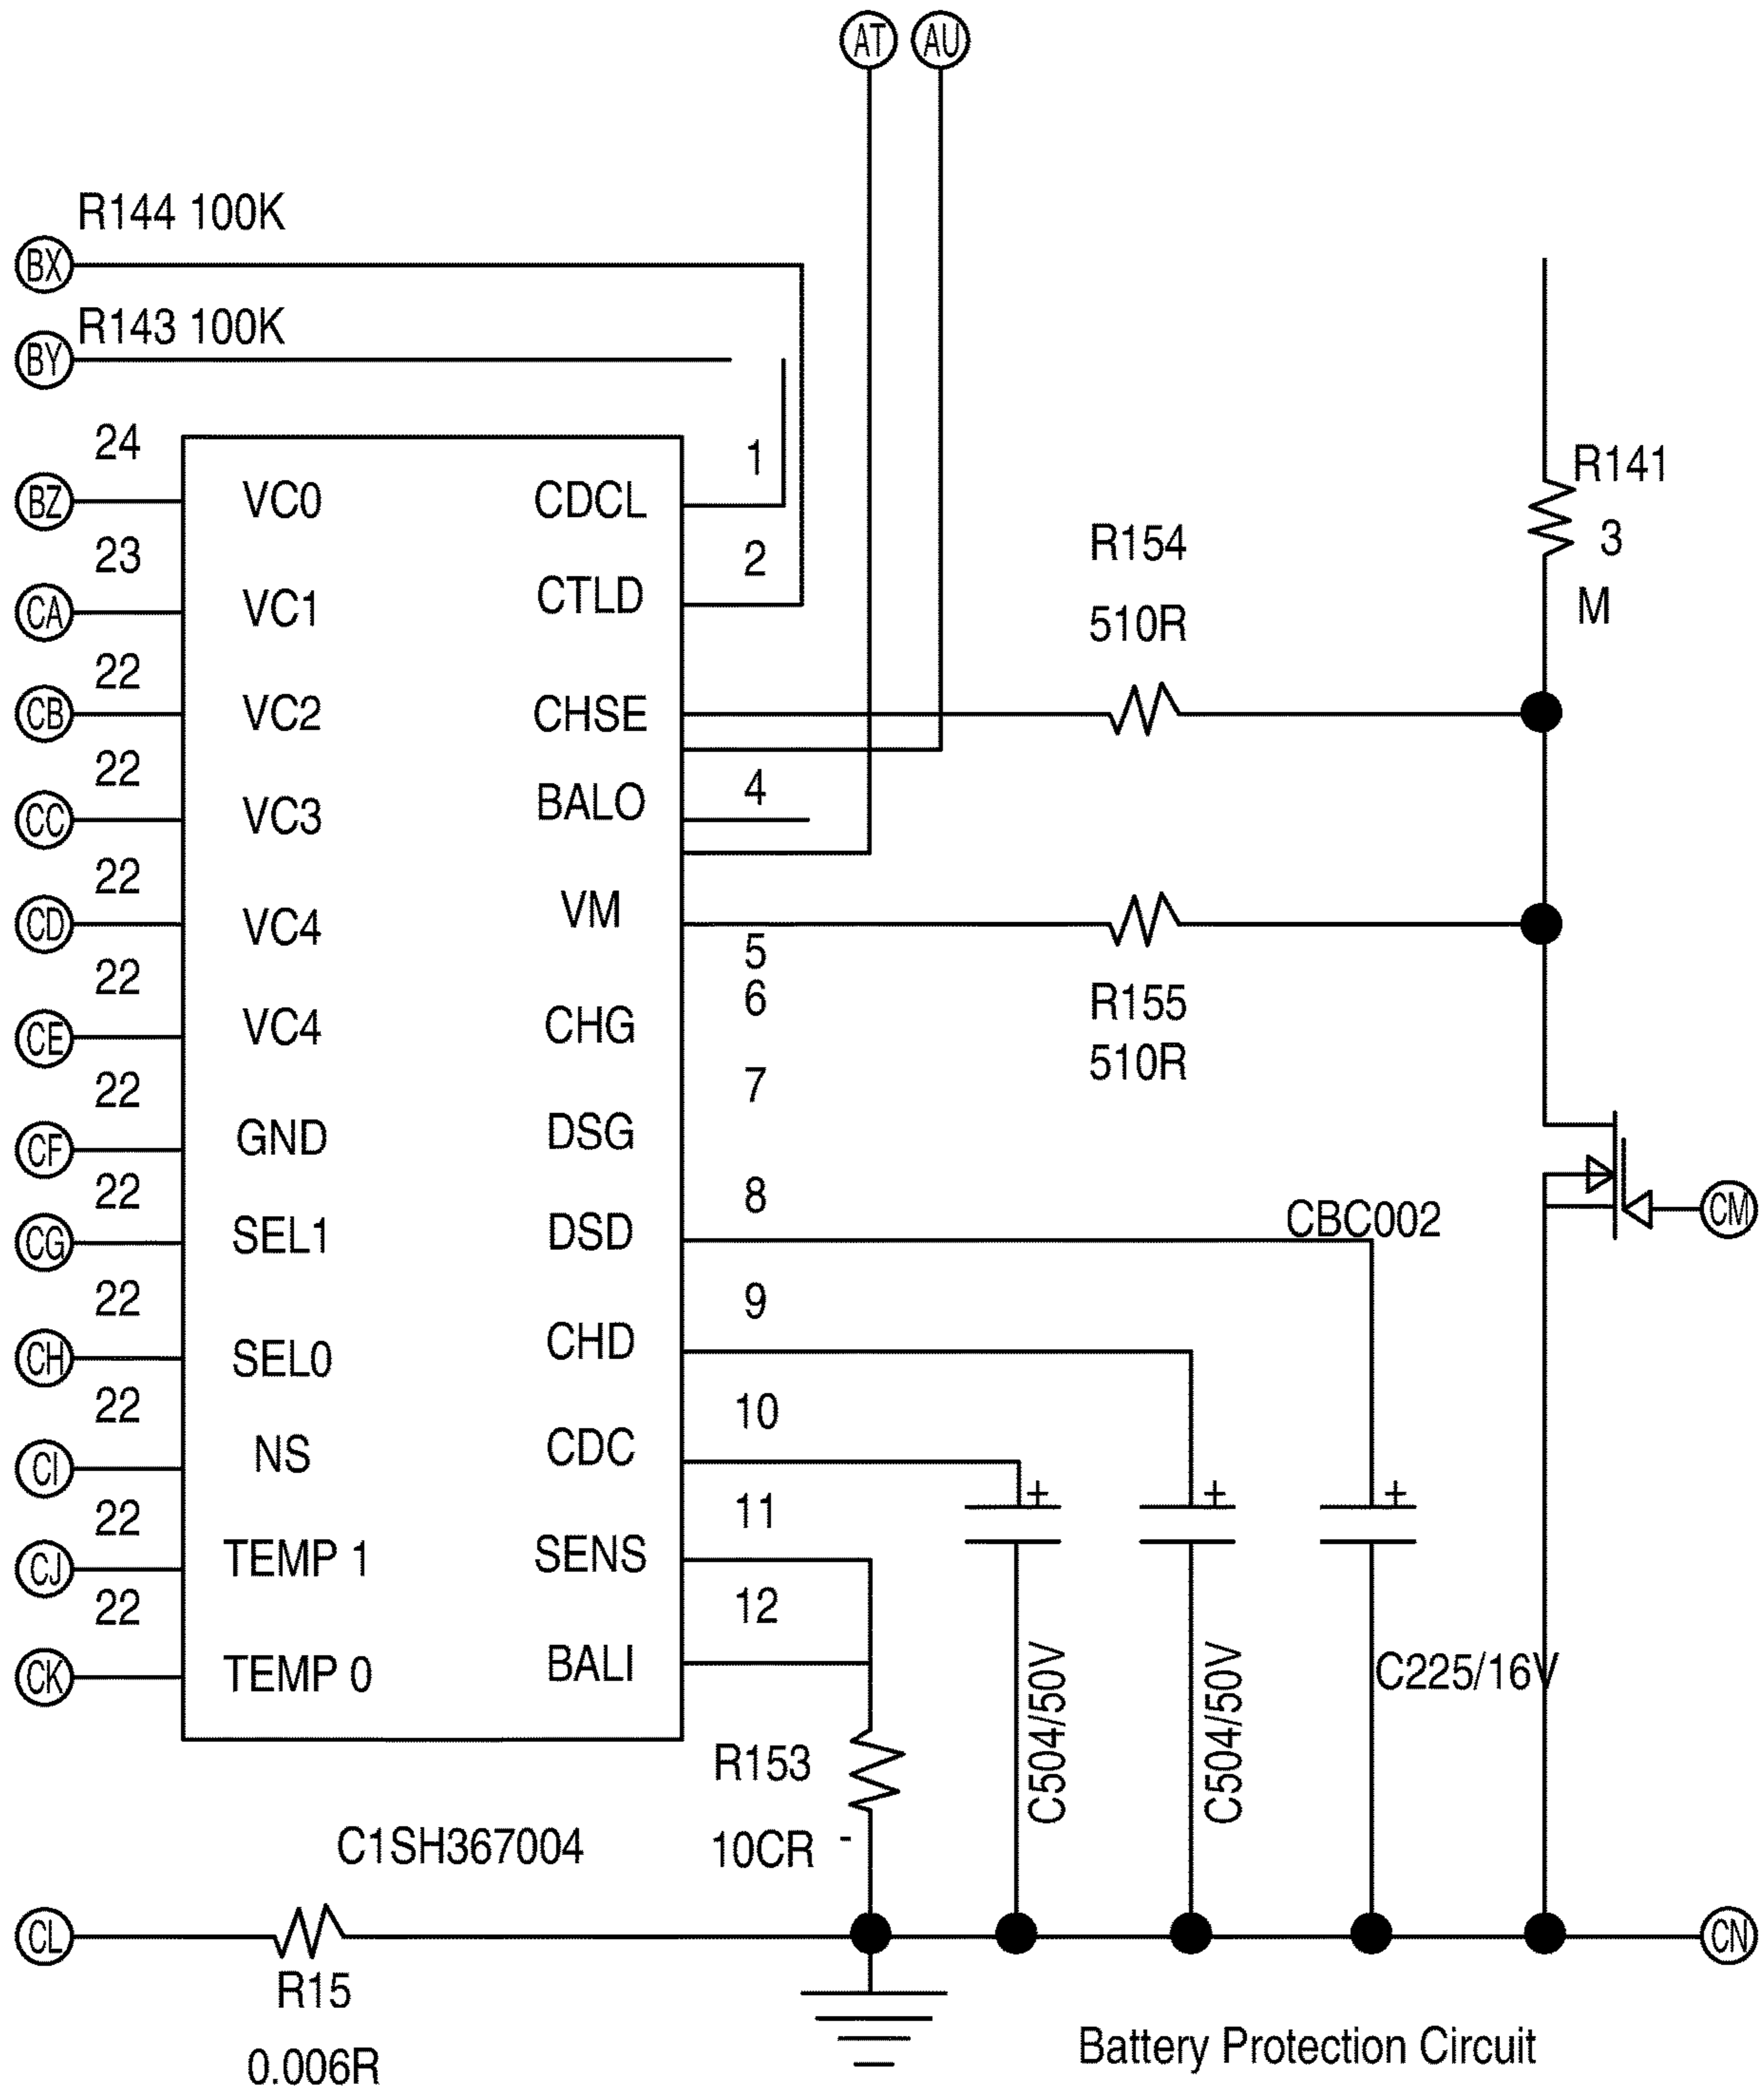 AT AU
R144 100K
BX
R143 100K
BY
24
BZ VC0 CDCL 1
23
CA VC1 CTLD 2
22
CB VC2 CHSE
R154
510R
R141
3
M
22
CC VC3 BALO 4
22
CD VC4 VM
5
22
6
CE VC4 CHG
R155
510R
22
7
CF GND DSG
22
8
CG SEL1 DSD
CBC002
CM
22
9
CH SEL0 CHD
22
10
CI NS CDC
+ + +
22
11
CJ TEMP 1 SENS
22
12
CK TEMP 0 BALI
C504/50V
C504/50V
C225/16V
R153
10CR -
C1SH367004
CL
R15
0.006R
CN
Battery Protection Circuit